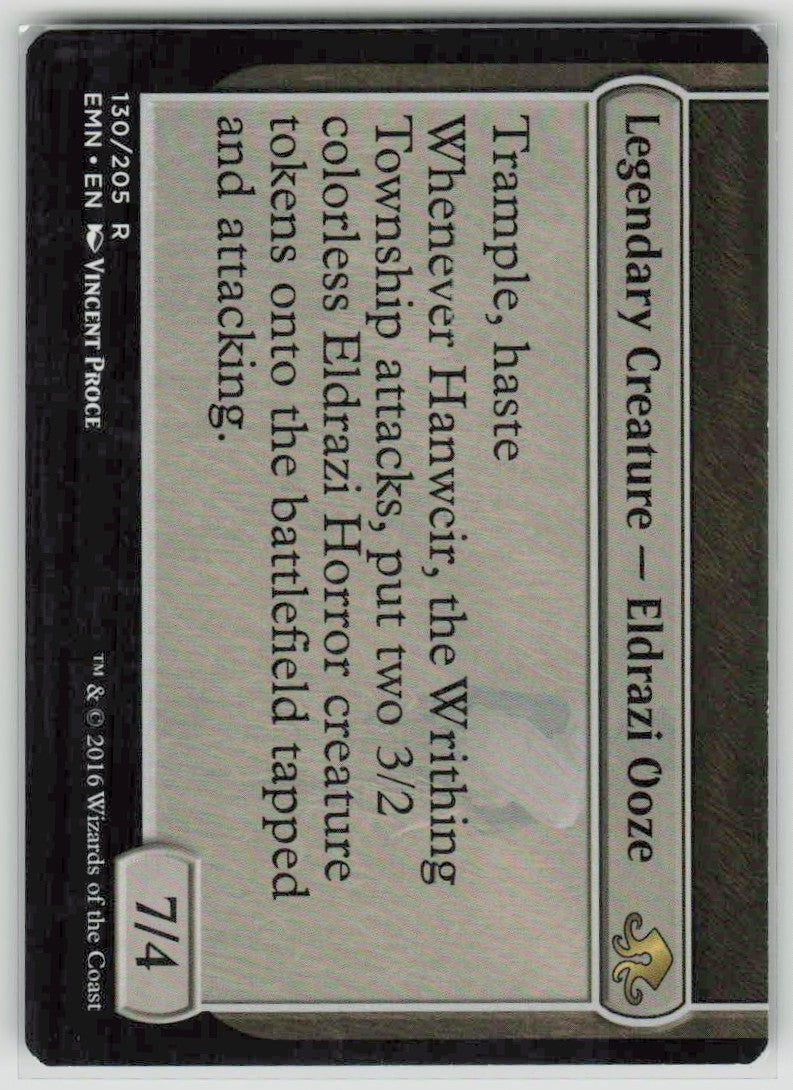 Legendary Creature — Eldrazi Ooze
Trample, haste
Whenever Hanweir, the Writhing
Township attacks, put two 3/2
colorless Eldrazi Horror creature
tokens onto the battlefield tapped
and attacking.
7/4
130/205 R
EMN • EN VINCENT PROCE
™ & © 2016 Wizards of the Coast